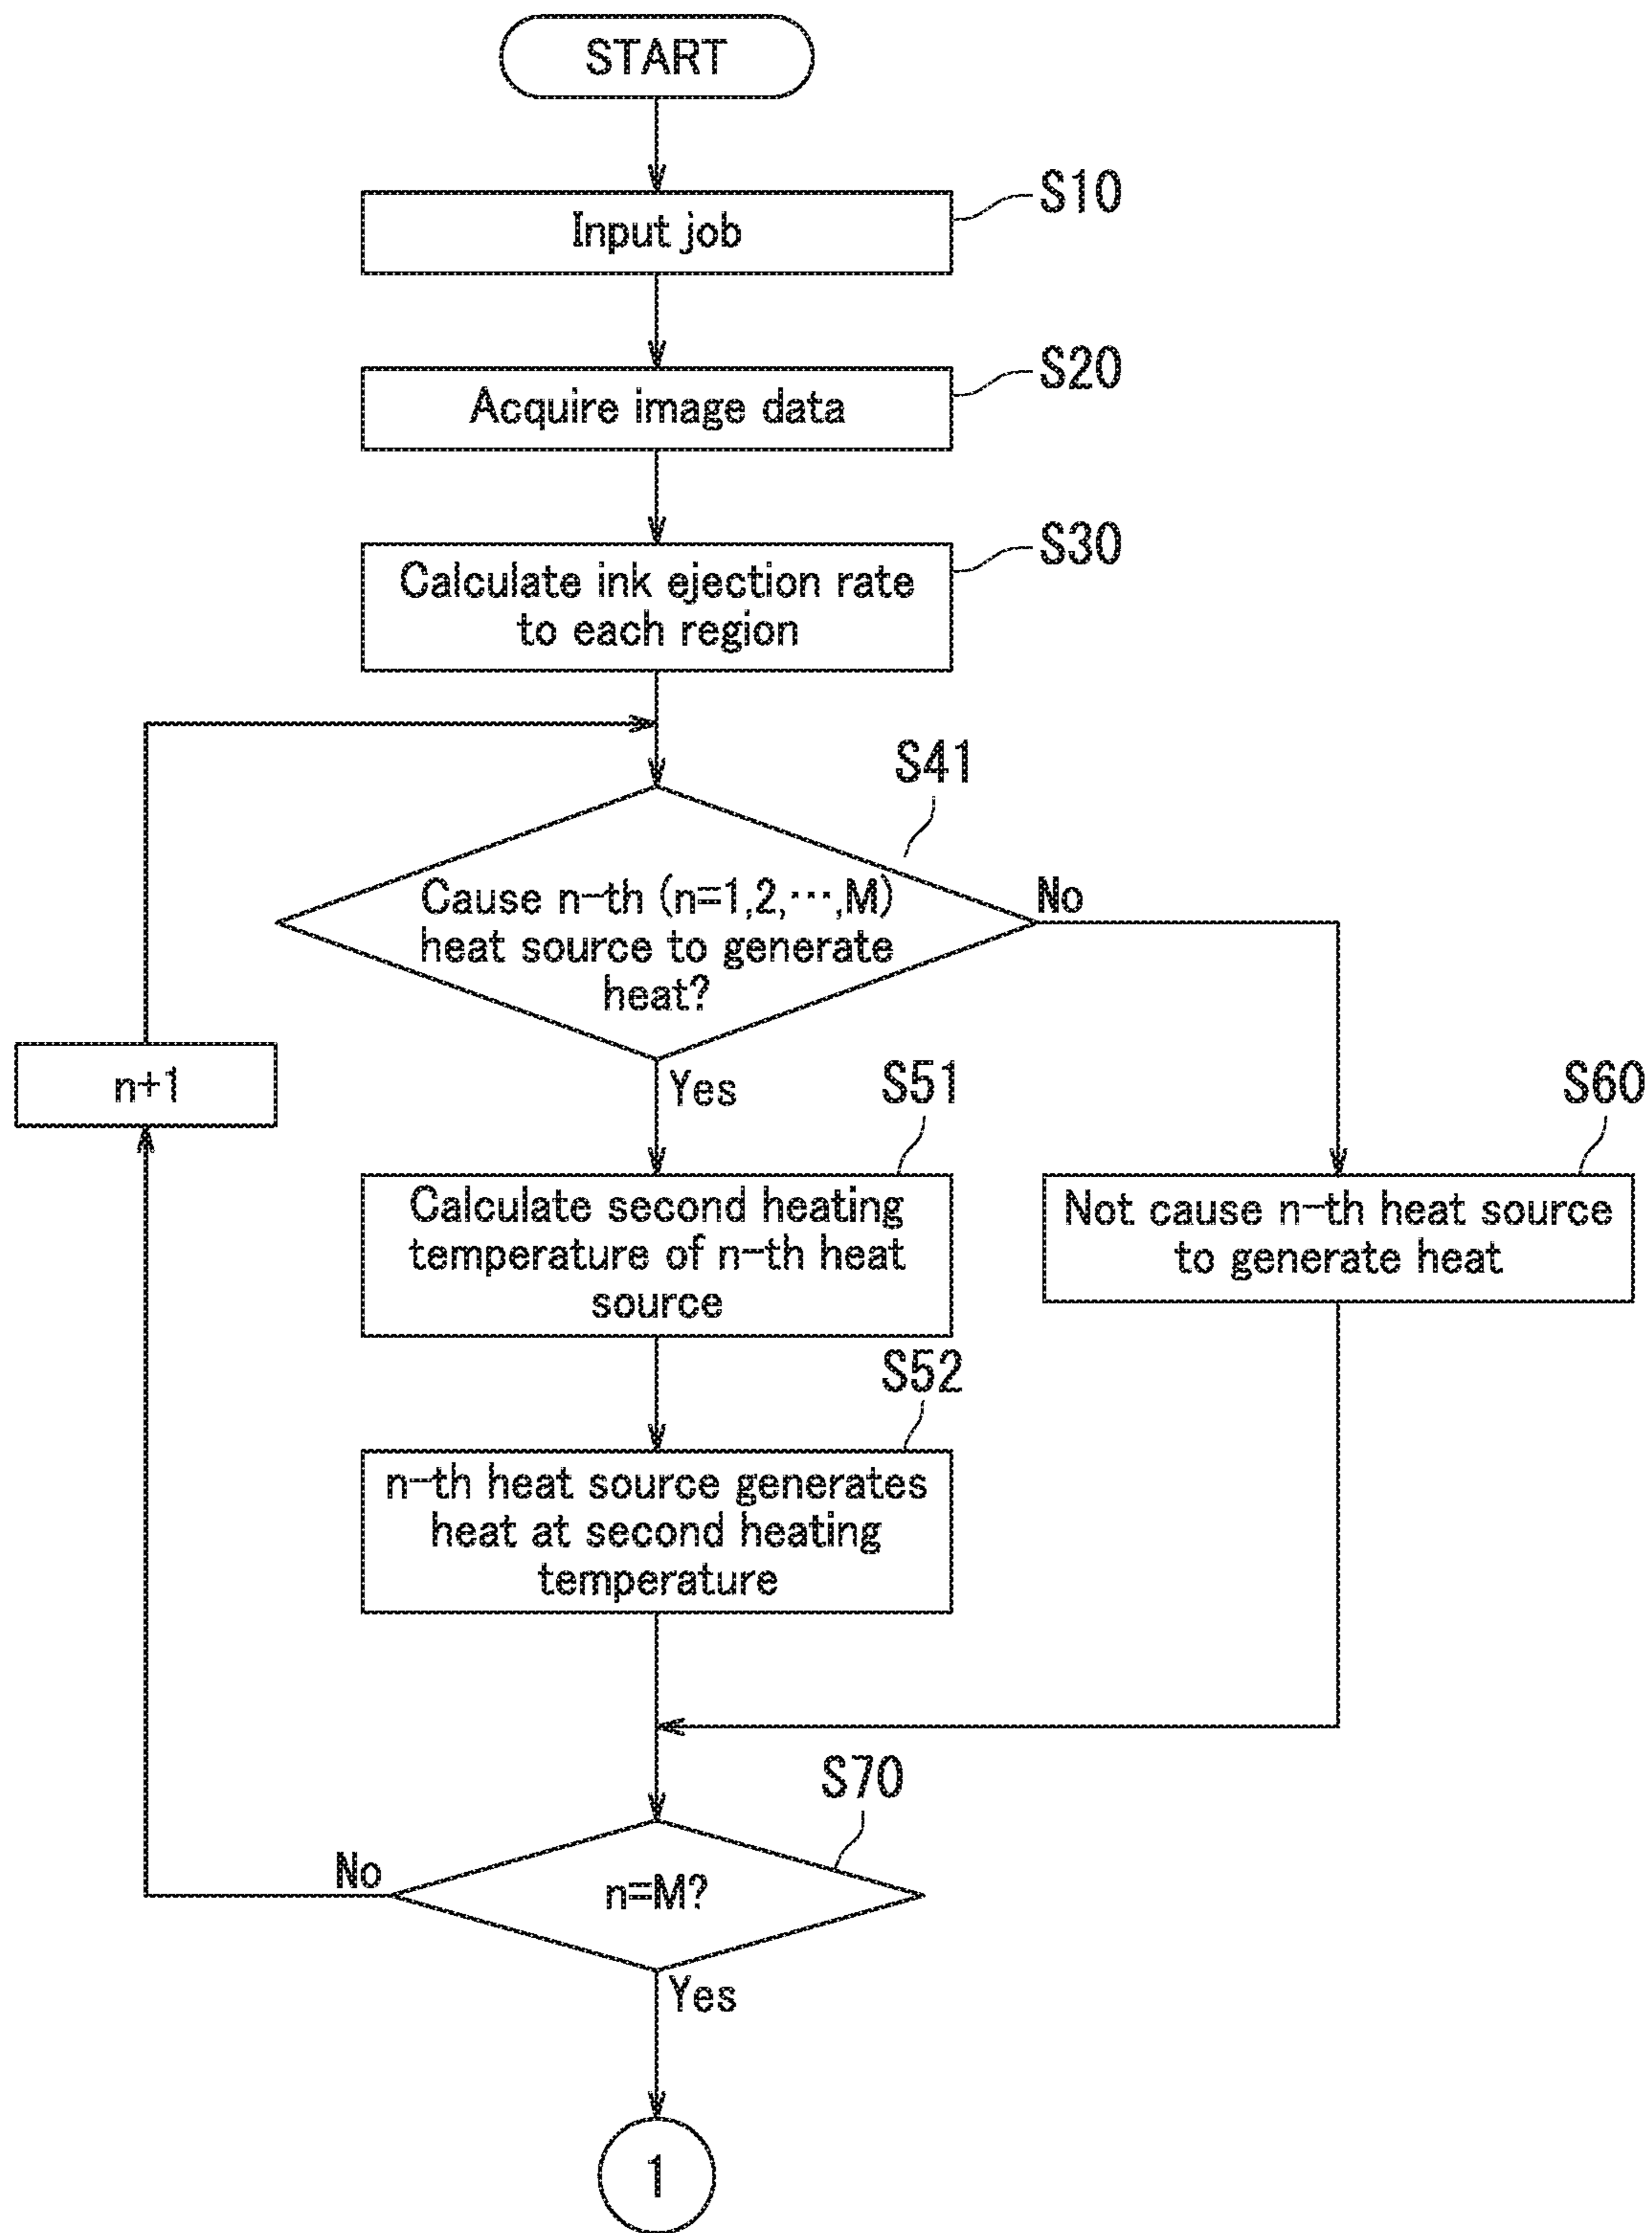 START
S10
Input job
S20
Acquire image data
S30
Calculate ink ejection rate
to each region
S41
Cause n-th (n=1,2,⋯,M)
heat source to generate
heat?
No
Yes
n+1
S51
Calculate second heating
temperature of n-th heat
source
S60
Not cause n-th heat source
to generate heat
S52
n-th heat source generates
heat at second heating
temperature
S70
n=M?
No
Yes
1